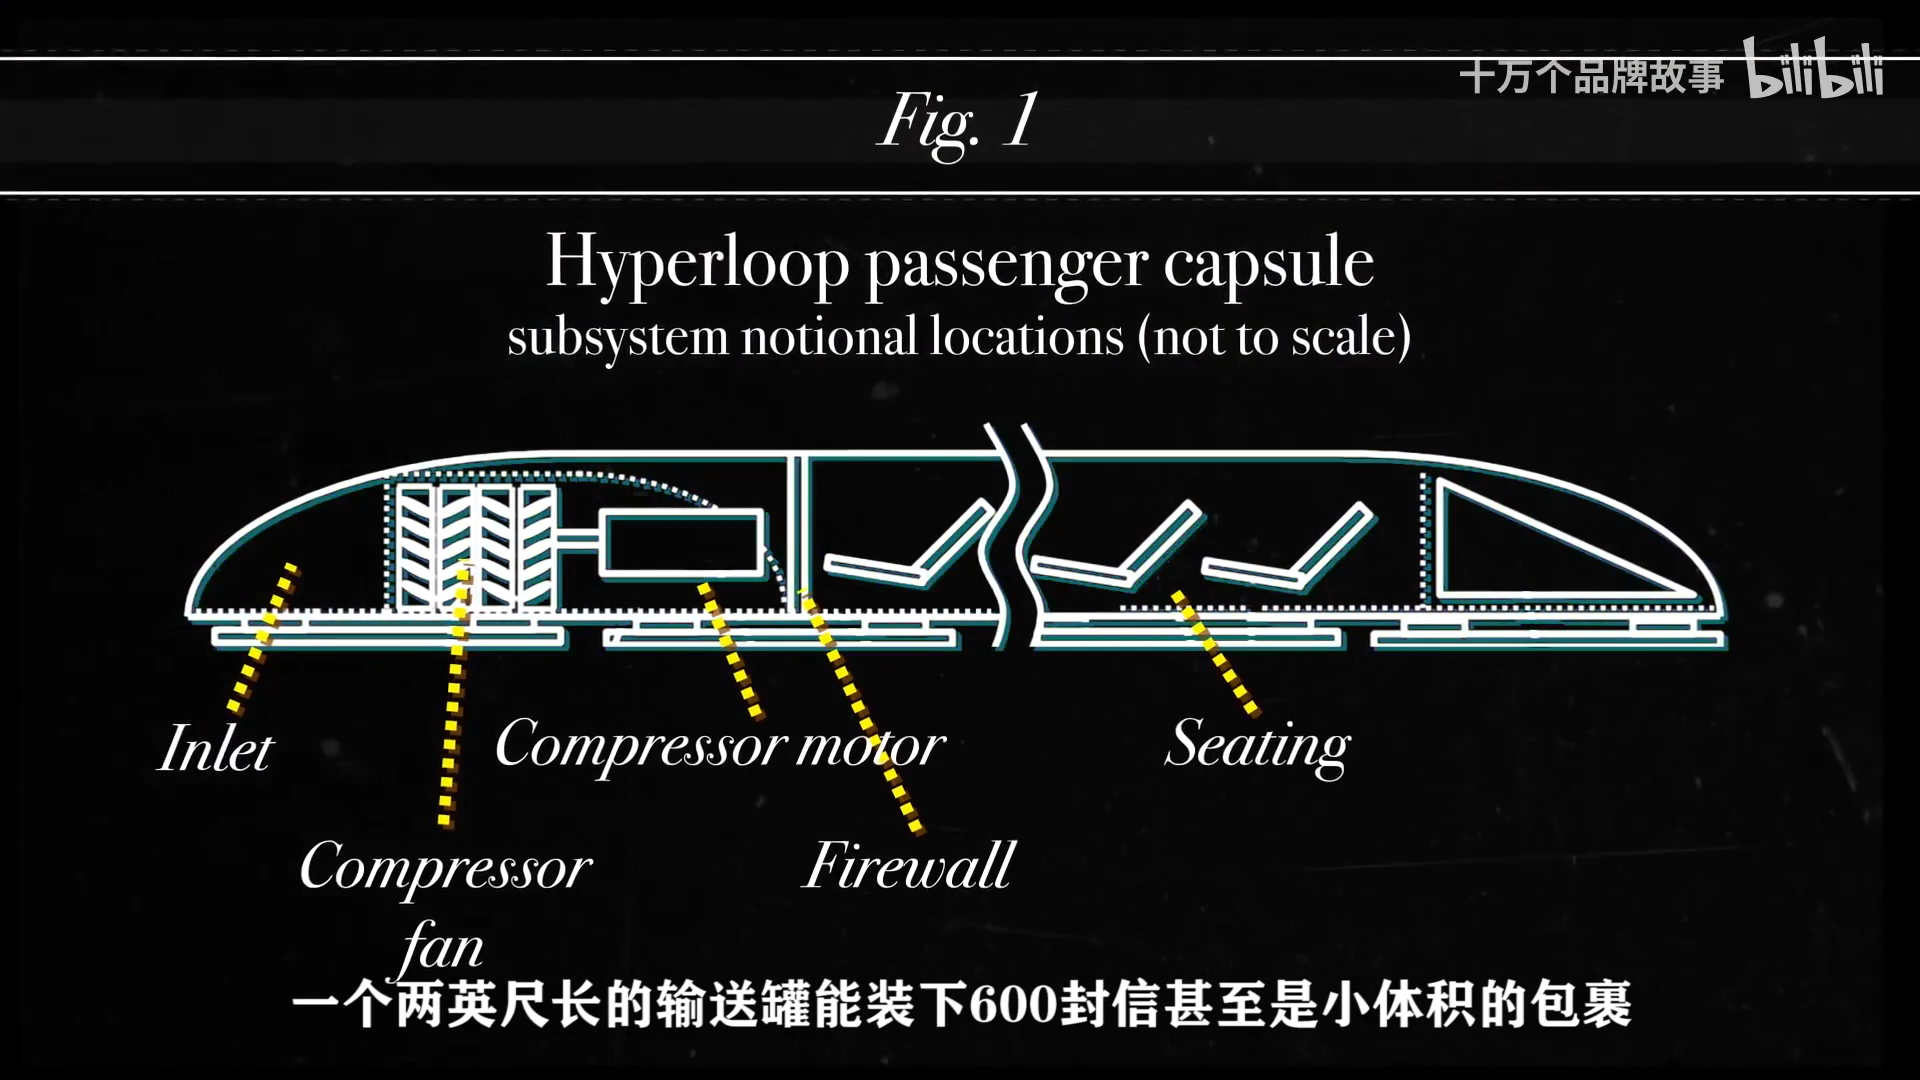 十万个品牌故事 bilibili
Fig. 1
Hyperloop passenger capsule
subsystem notional locations (not to scale)
Inlet
Compressor motor
Seating
Compressor
fan
Firewall
一个两英尺长的输送罐能装下600封信甚至是小体积的包裹